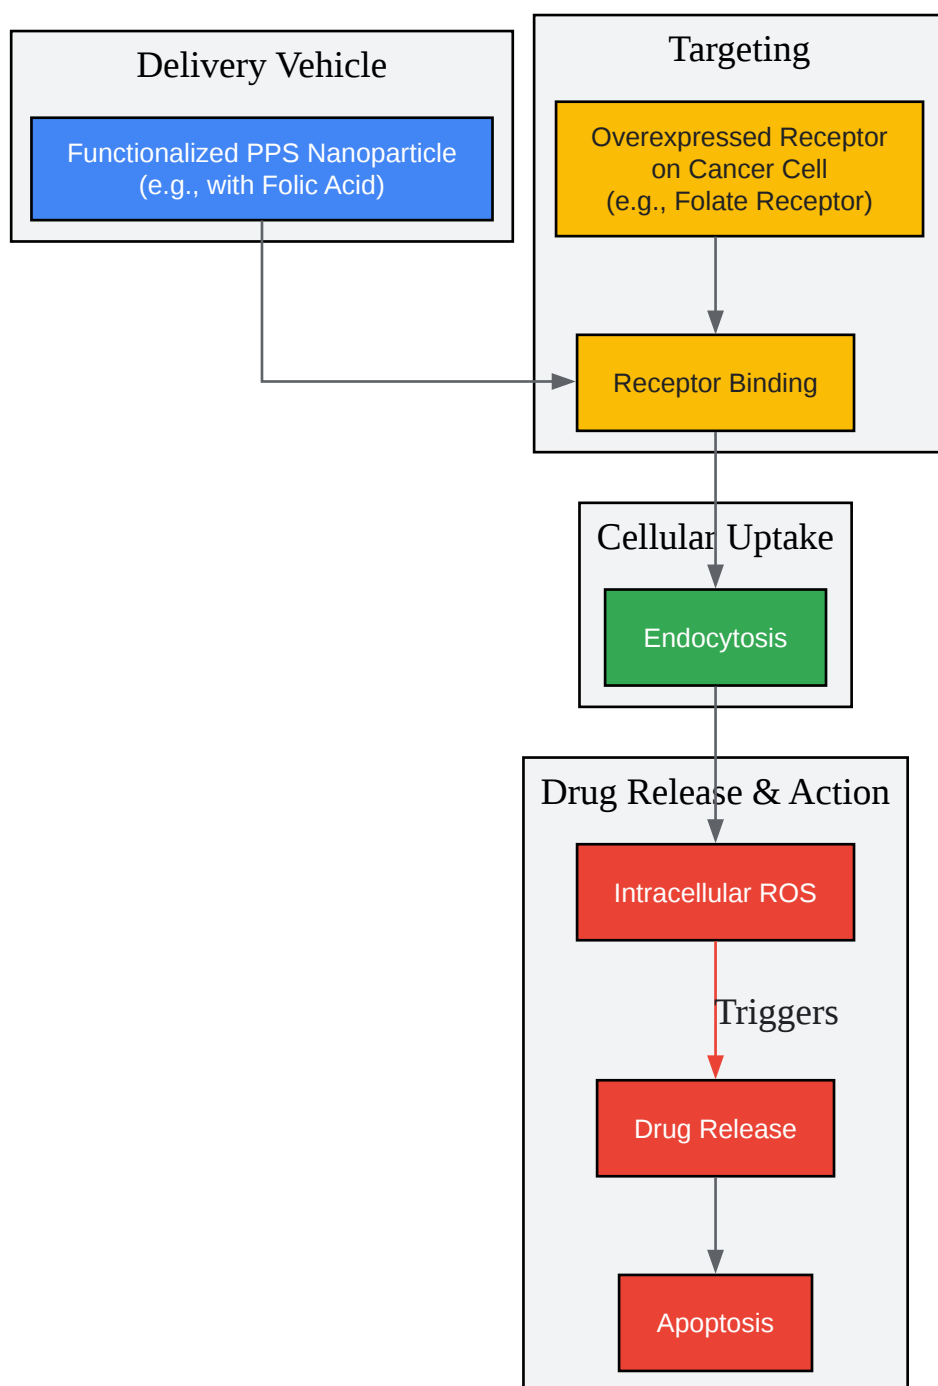 Delivery Vehicle
Functionalized PPS Nanoparticle
(e.g., with Folic Acid)
Targeting
Overexpressed Receptor
on Cancer Cell
(e.g., Folate Receptor)
Receptor Binding
Cellular Uptake
Endocytosis
Drug Release & Action
Intracellular ROS
Triggers
Drug Release
Apoptosis